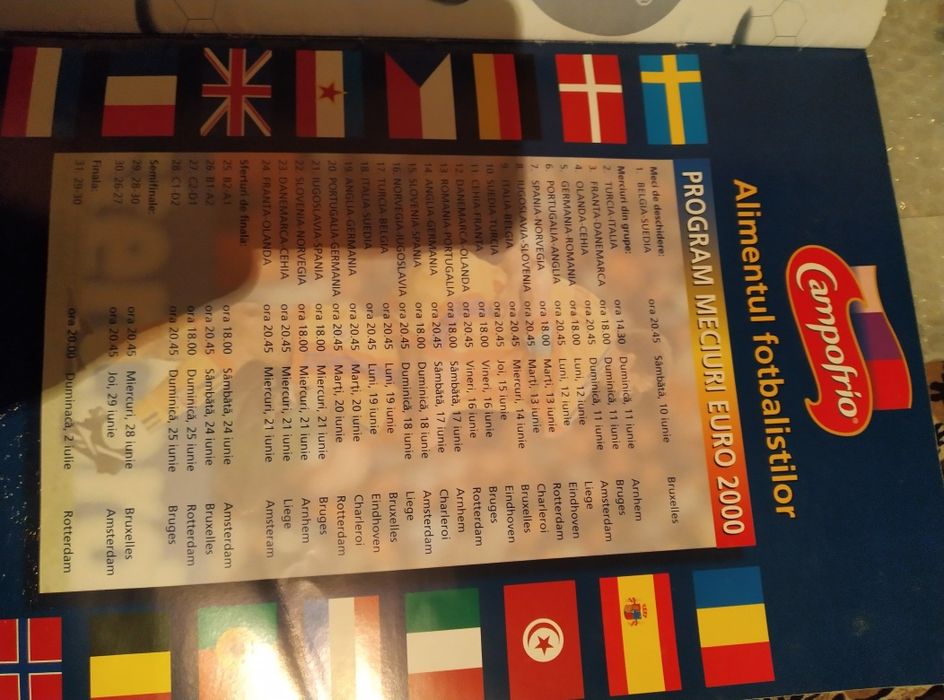 Campofrio
Alimentul fotbalistilor
PROGRAM MECIURI EURO 2000
Meci de deschidere:
1. BELGIA-SUEDIA ora 20.45 Sâmbătă, 10 iunie Bruxelles
Merciuri din grupe:
2. TURCIA-ITALIA ora 14.30 Duminică, 11 iunie Arnhem
3. FRANTA-DANEMARCA ora 18.00 Duminică, 11 iunie Bruges
4. OLANDA-CEHIA ora 20.45 Duminică, 11 iunie Amsterdam
5. GERMANIA-ROMANIA ora 18.00 Luni, 12 iunie Liege
6. PORTUGALIA-ANGLIA ora 20.45 Luni, 12 iunie Eindhoven
7. SPANIA-NORVEGIA ora 18.00 Marți, 13 iunie Rotterdam
8. IUGOSLAVIA-SLOVENIA ora 20.45 Marți, 13 iunie Charleroi
9. ITALIA-BELGIA ora 20.45 Miercuri, 14 iunie Bruxelles
10 SUEDIA-TURCIA ora 20.45 Joi, 15 iunie Eindhoven
11 CEHIA-FRANTA ora 18.00 Vineri, 16 iunie Bruges
12 DANEMARCA-OLANDA ora 20.45 Vineri, 16 iunie Rotterdam
13 ROMANIA-PORTUGALIA ora 18.00 Sâmbătă, 17 iunie Arnhem
14 ANGLIA-GERMANIA ora 20.45 Sâmbătă, 17 iunie Charleroi
15 SLOVENIA-SPANIA ora 18.00 Duminică, 18 iunie Amsterdam
16 NORVEGIA-IUGOSLAVIA ora 20.45 Duminică, 18 iunie Liege
17 TURCIA-BELGIA ora 20.45 Luni, 19 iunie Bruxelles
18 ITALIA-SUEDIA ora 20.45 Luni, 19 iunie Eindhoven
19 ANGLIA-GERMANIA ora 20.45 Marți, 20 iunie Charleroi
20 PORTUGALIA-GERMANIA ora 20.45 Marți, 20 iunie Rotterdam
21 IUGOSLAVIA-SPANIA ora 18.00 Miercuri, 21 iunie Bruges
22 SLOVENIA-NORVEGIA ora 18.00 Miercuri, 21 iunie Arnhem
23 DANEMARCA-CEHIA ora 20.45 Miercuri, 21 iunie Liege
24 FRANTA-OLANDA ora 20.45 Miercuri, 21 iunie Amsteram
Sferturi de finala:
25 B2-A1 ora 18.00 Sâmbătă, 24 iunie Amsterdam
26 B1-A2 ora 20.45 Sâmbătă, 24 iunie Bruxelles
27 C2-D1 ora 18.00 Duminică, 25 iunie Rotterdam
28 C1-D2 ora 20.45 Duminică, 25 iunie Bruges
Semifinale:
29 28-30 ora 20.45 Miercuri, 28 iunie Bruxelles
30 26-27 ora 20.45 Joi, 29 iunie Amsterdam
Finala:
31 29-30 ora 20.00 Duminacă, 2 iulie Rotterdam